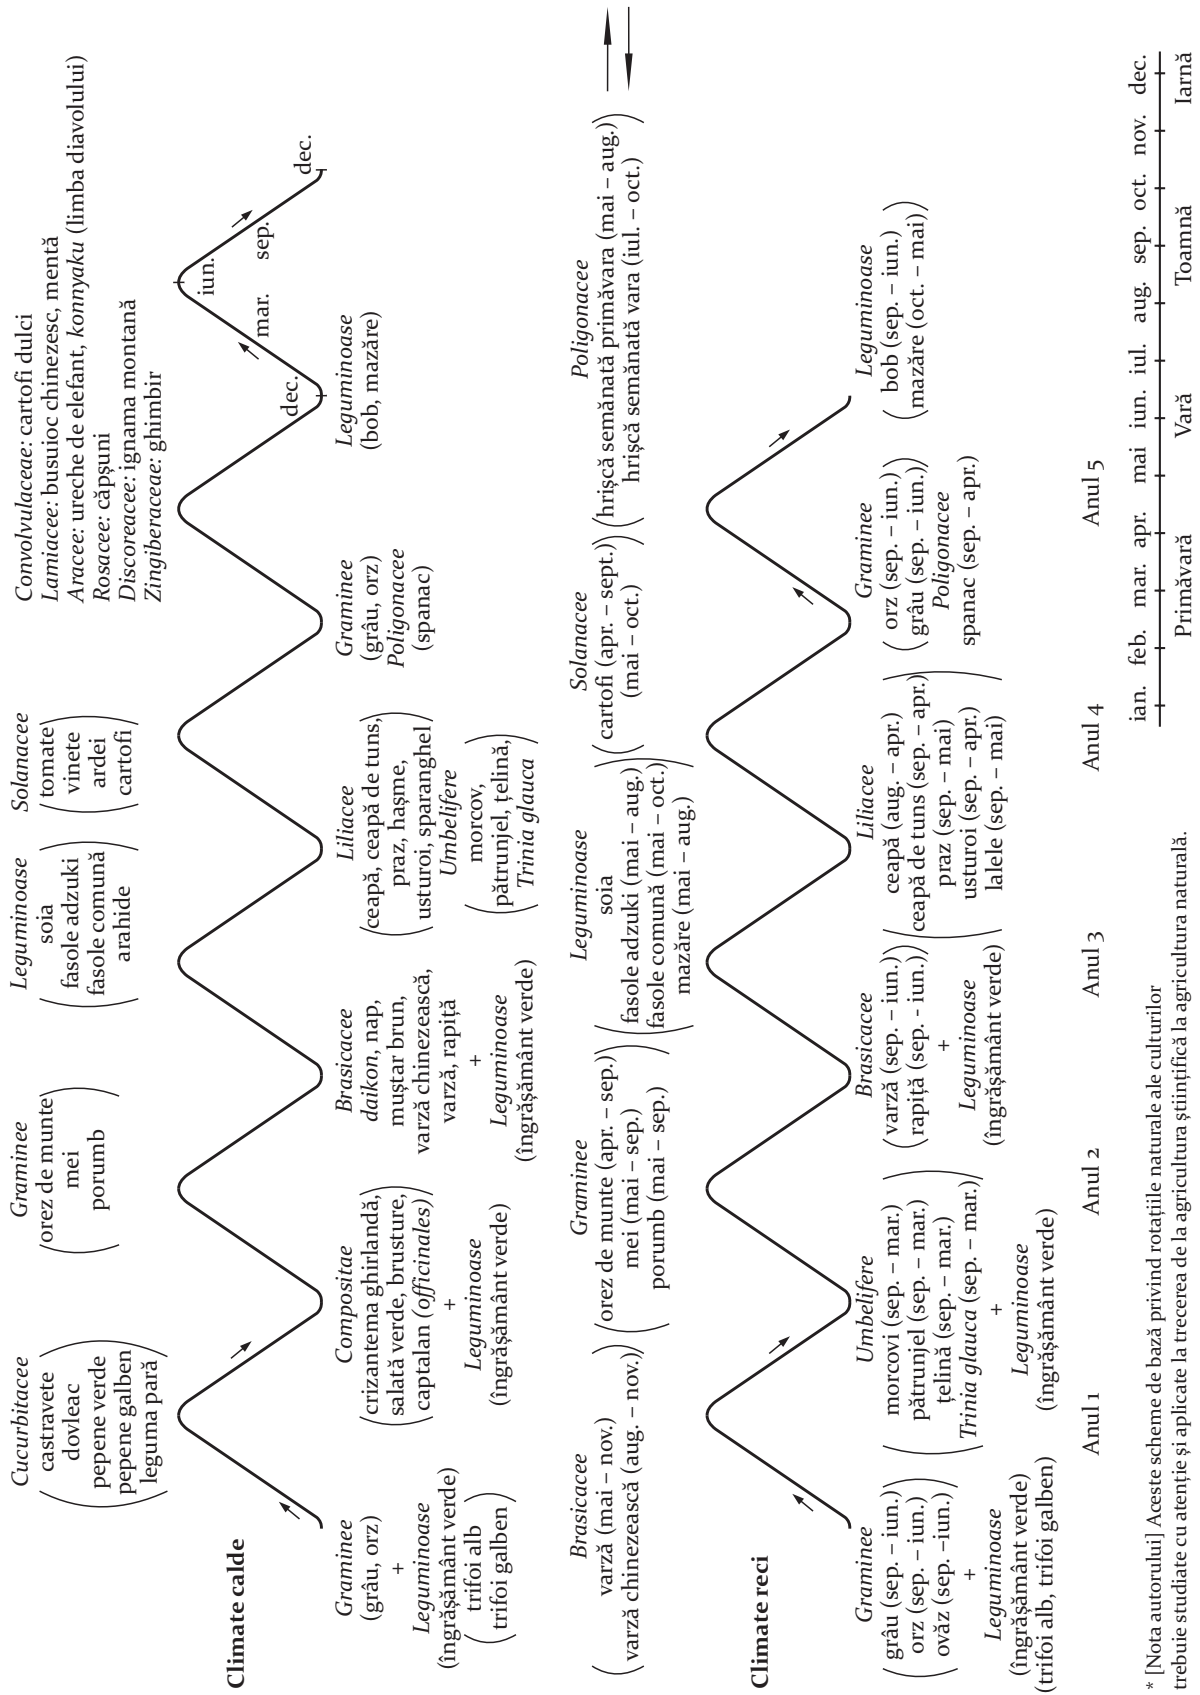 Cucurbitacee
castravete
dovleac
pepene verde
pepene galben
leguma pară
Graminee
orez de munte
mei
porumb
Leguminoase
soia
fasole adzuki
fasole comună
arahide
Solanacee
tomate
vinete
ardei
cartofi
Convolvulaceae: cartofi dulci
Lamiacee: busuioc chinezesc, mentă
Aracee: ureche de elefant, konnyaku (limba diavolului)
Rosacee: căpșuni
Discoreacee: ignama montană
Zingiberaceae: ghimbir
Climate calde
dec.
mar.
iun.
sep.
dec.
Graminee
(grâu, orz)
+
Leguminoase
(îngrășământ verde)
trifoi alb
trifoi galben
Compositae
crizantema ghirlandă,
salată verde, brusture,
captalan (officinales)
+
Leguminoase
(îngrășământ verde)
Brasicacee
daikon, nap,
muștar brun,
varză chinezească,
varză, rapiță
+
Leguminoase
(îngrășământ verde)
Liliacee
ceapă, ceapă de tuns,
praz, hașme,
usturoi, sparanghel
Umbelifere
morcov,
pătrunjel, țelină,
Trinia glauca
Graminee
(grâu, orz)
Poligonacee
(spanac)
Leguminoase
(bob, mazăre)
Brasicacee
varză (mai – nov.)
varză chinezească (aug. – nov.)
Graminee
orez de munte (apr. – sep.)
mei (mai – sep.)
porumb (mai – sep.)
Leguminoase
soia
fasole adzuki (mai – aug.)
fasole comună (mai – oct.)
mazăre (mai – aug.)
Solanacee
cartofi (apr. – sept.)
(mai – oct.)
Poligonacee
hrișcă semănată primăvara (mai – aug.)
hrișcă semănată vara (iul. – oct.)
Climate reci
Graminee
grâu (sep. – iun.)
orz (sep. – iun.)
ovăz (sep. –iun.)
+
Leguminoase
(îngrășământ verde)
(trifoi alb, trifoi galben)
Umbelifere
morcovi (sep. – mar.)
pătrunjel (sep. – mar.)
țelină (sep. – mar.)
Trinia glauca (sep. – mar.)
+
Leguminoase
(îngrășământ verde)
Brasicacee
varză (sep. – iun.)
rapiță (sep. - iun.)
+
Leguminoase
(îngrășământ verde)
Liliacee
ceapă (aug. – apr.)
ceapă de tuns (sep. – apr.)
praz (sep. – mai)
usturoi (sep. – apr.)
lalele (sep. – mai)
Graminee
orz (sep. – iun.)
grâu (sep. – iun.)
Poligonacee
spanac (sep. – apr.)
Leguminoase
bob (sep. – iun.)
mazăre (oct. – mai)
Anul 1
Anul 2
Anul 3
Anul 4
Anul 5
ian. feb. mar. apr. mai iun. iul. aug. sep. oct. nov. dec.
Primăvară Vară Toamnă Iarnă
* [Nota autorului] Aceste scheme de bază privind rotațiile naturale ale culturilor
trebuie studiate cu atenție și aplicate la trecerea de la agricultura științifică la agricultura naturală.